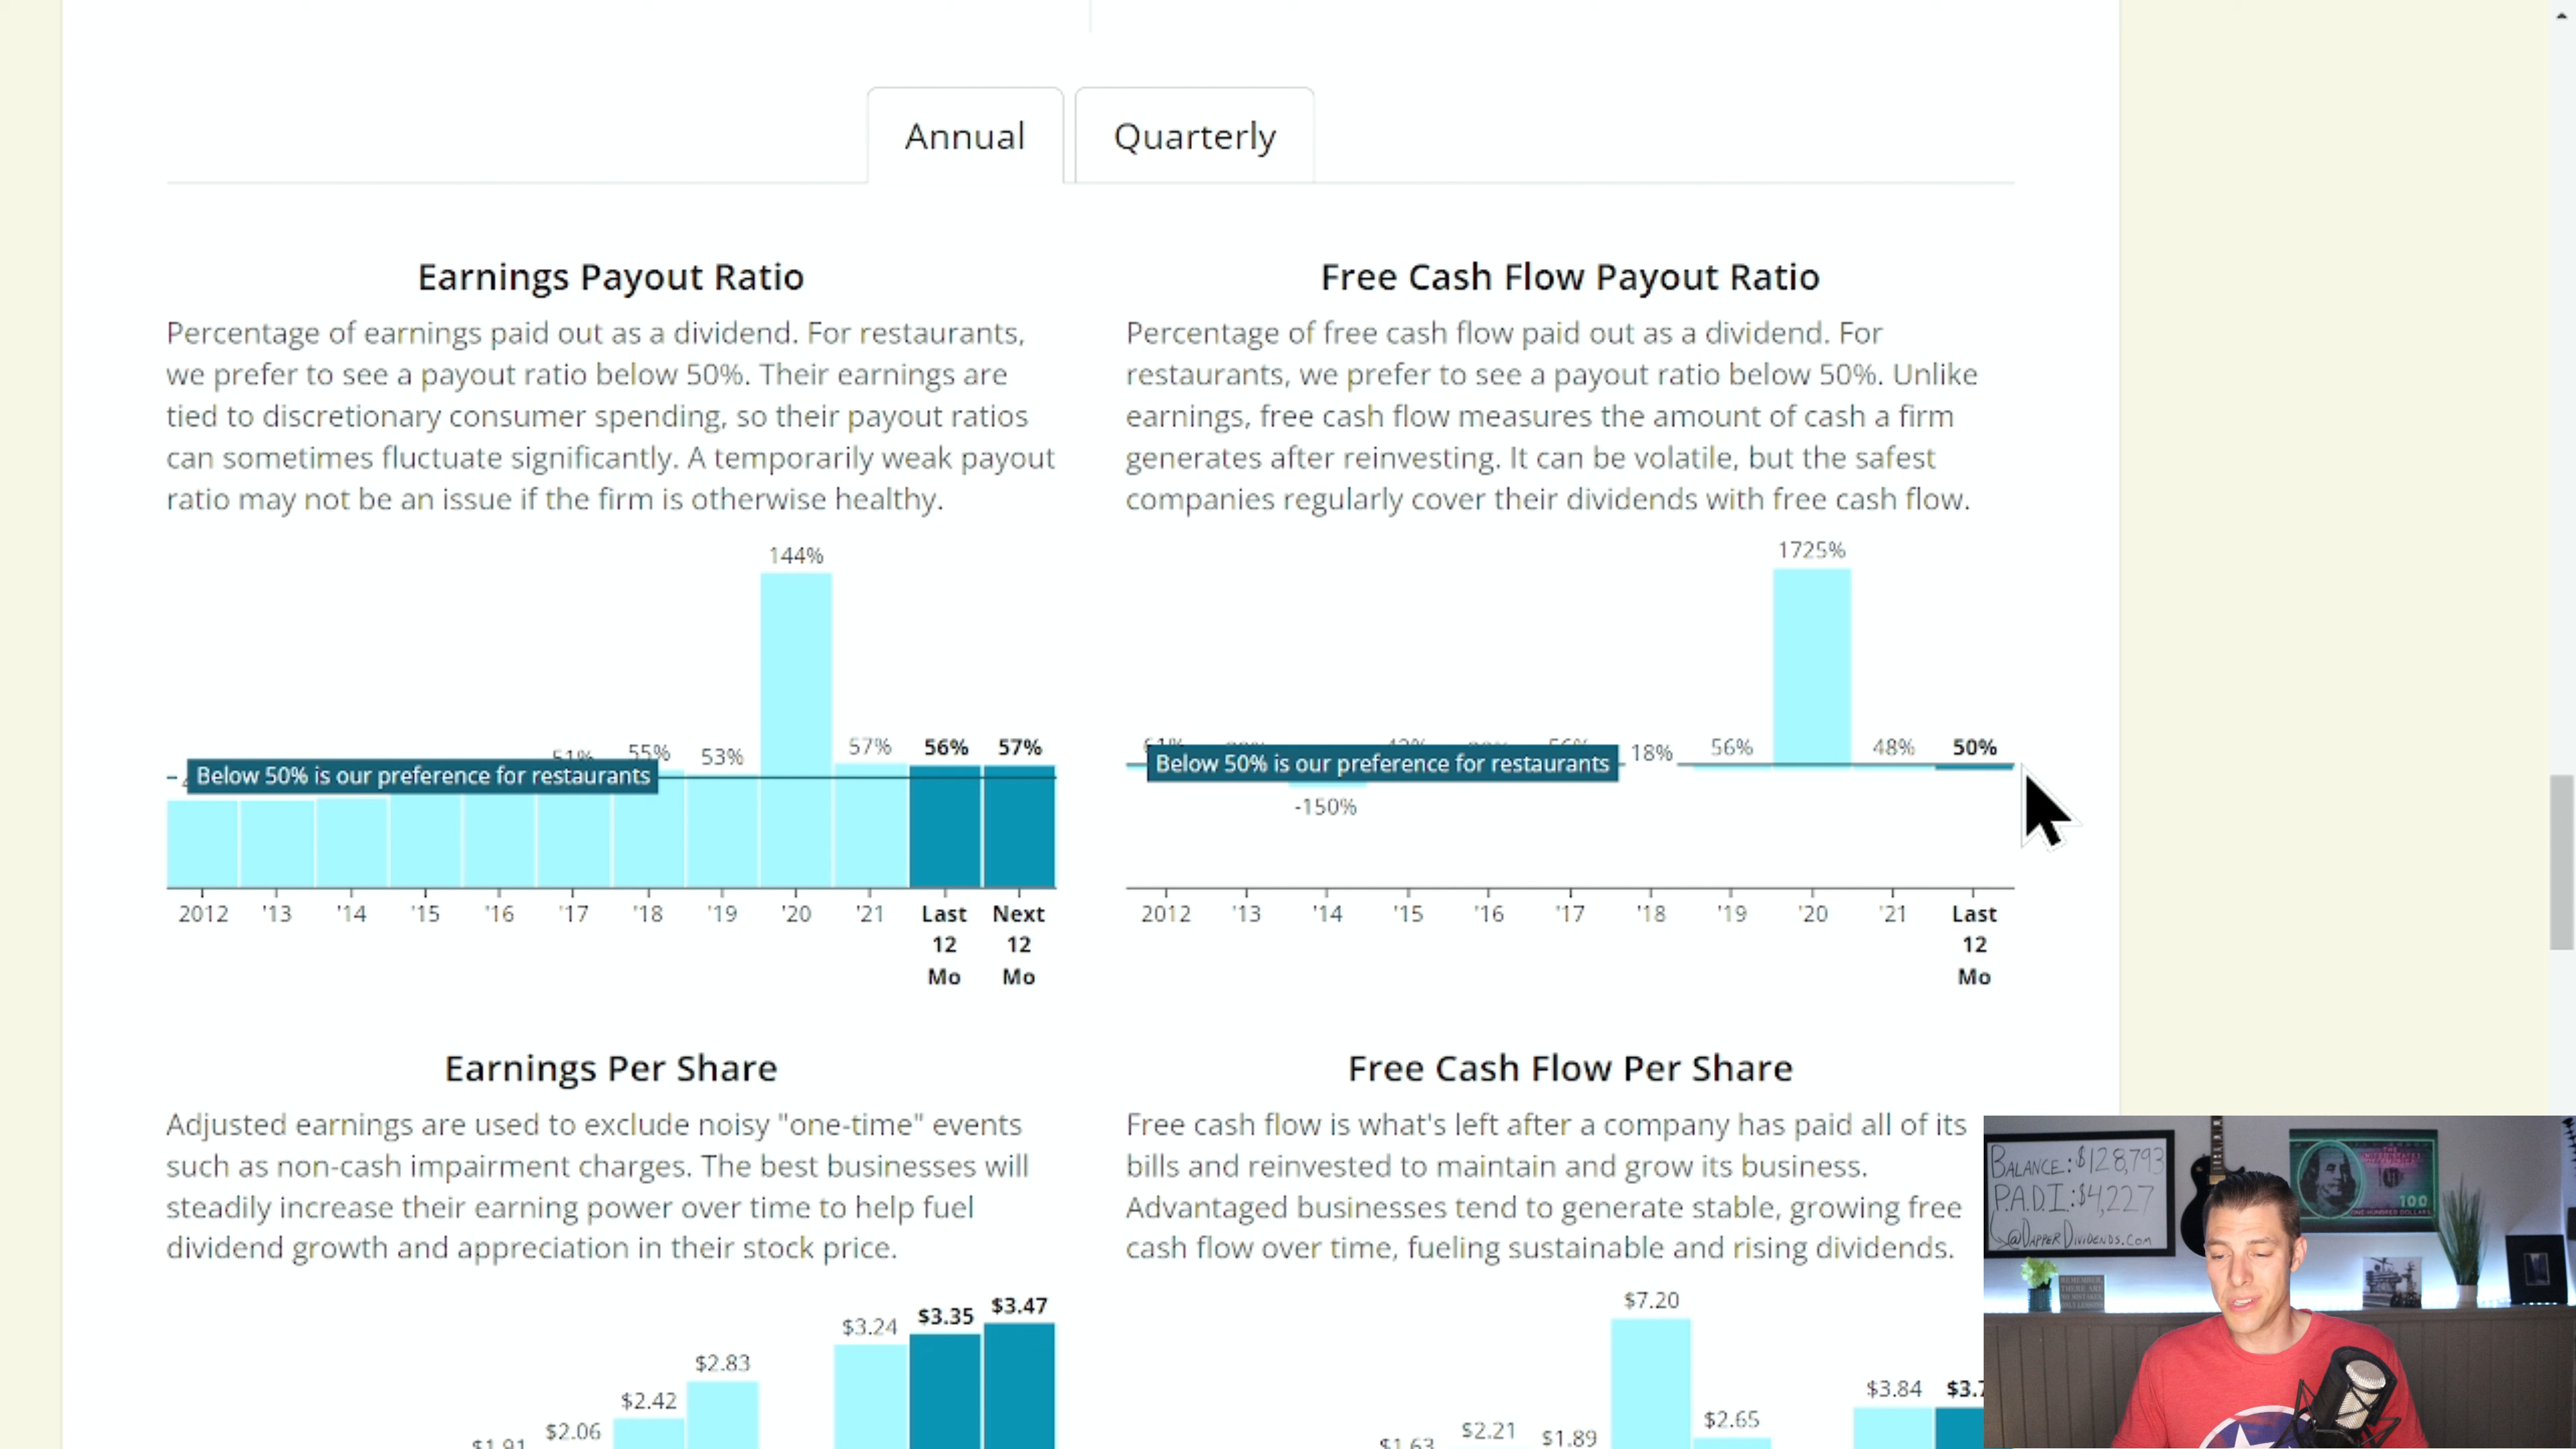 Annual
Quarterly
Earnings Payout Ratio
Percentage of earnings paid out as a dividend. For restaurants,
we prefer to see a payout ratio below 50%. Their earnings are
tied to discretionary consumer spending, so their payout ratios
can sometimes fluctuate significantly. A temporarily weak payout
ratio may not be an issue if the firm is otherwise healthy.
144%
51%
55%
53%
57%
56%
57%
Below 50% is our preference for restaurants
2012 '13 '14 '15 '16 '17 '18 '19 '20 '21 Last Next
12 12
Mo Mo
Free Cash Flow Payout Ratio
Percentage of free cash flow paid out as a dividend. For
restaurants, we prefer to see a payout ratio below 50%. Unlike
earnings, free cash flow measures the amount of cash a firm
generates after reinvesting. It can be volatile, but the safest
companies regularly cover their dividends with free cash flow.
1725%
18%
56%
48%
50%
Below 50% is our preference for restaurants
-150%
2012 '13 '14 '15 '16 '17 '18 '19 '20 '21 Last
12
Mo
Earnings Per Share
Adjusted earnings are used to exclude noisy "one-time" events
such as non-cash impairment charges. The best businesses will
steadily increase their earning power over time to help fuel
dividend growth and appreciation in their stock price.
$1.91
$2.06
$2.42
$2.83
$3.24
$3.35
$3.47
Free Cash Flow Per Share
Free cash flow is what's left after a company has paid all of its
bills and reinvested to maintain and grow its business.
Advantaged businesses tend to generate stable, growing free
cash flow over time, fueling sustainable and rising dividends.
$1.63
$2.21
$1.89
$7.20
$2.65
$3.84
$3.7
BALANCE: $128,793
P.A.D.I.: $4,227
@DAPPERDIVIDENDS.COM
100